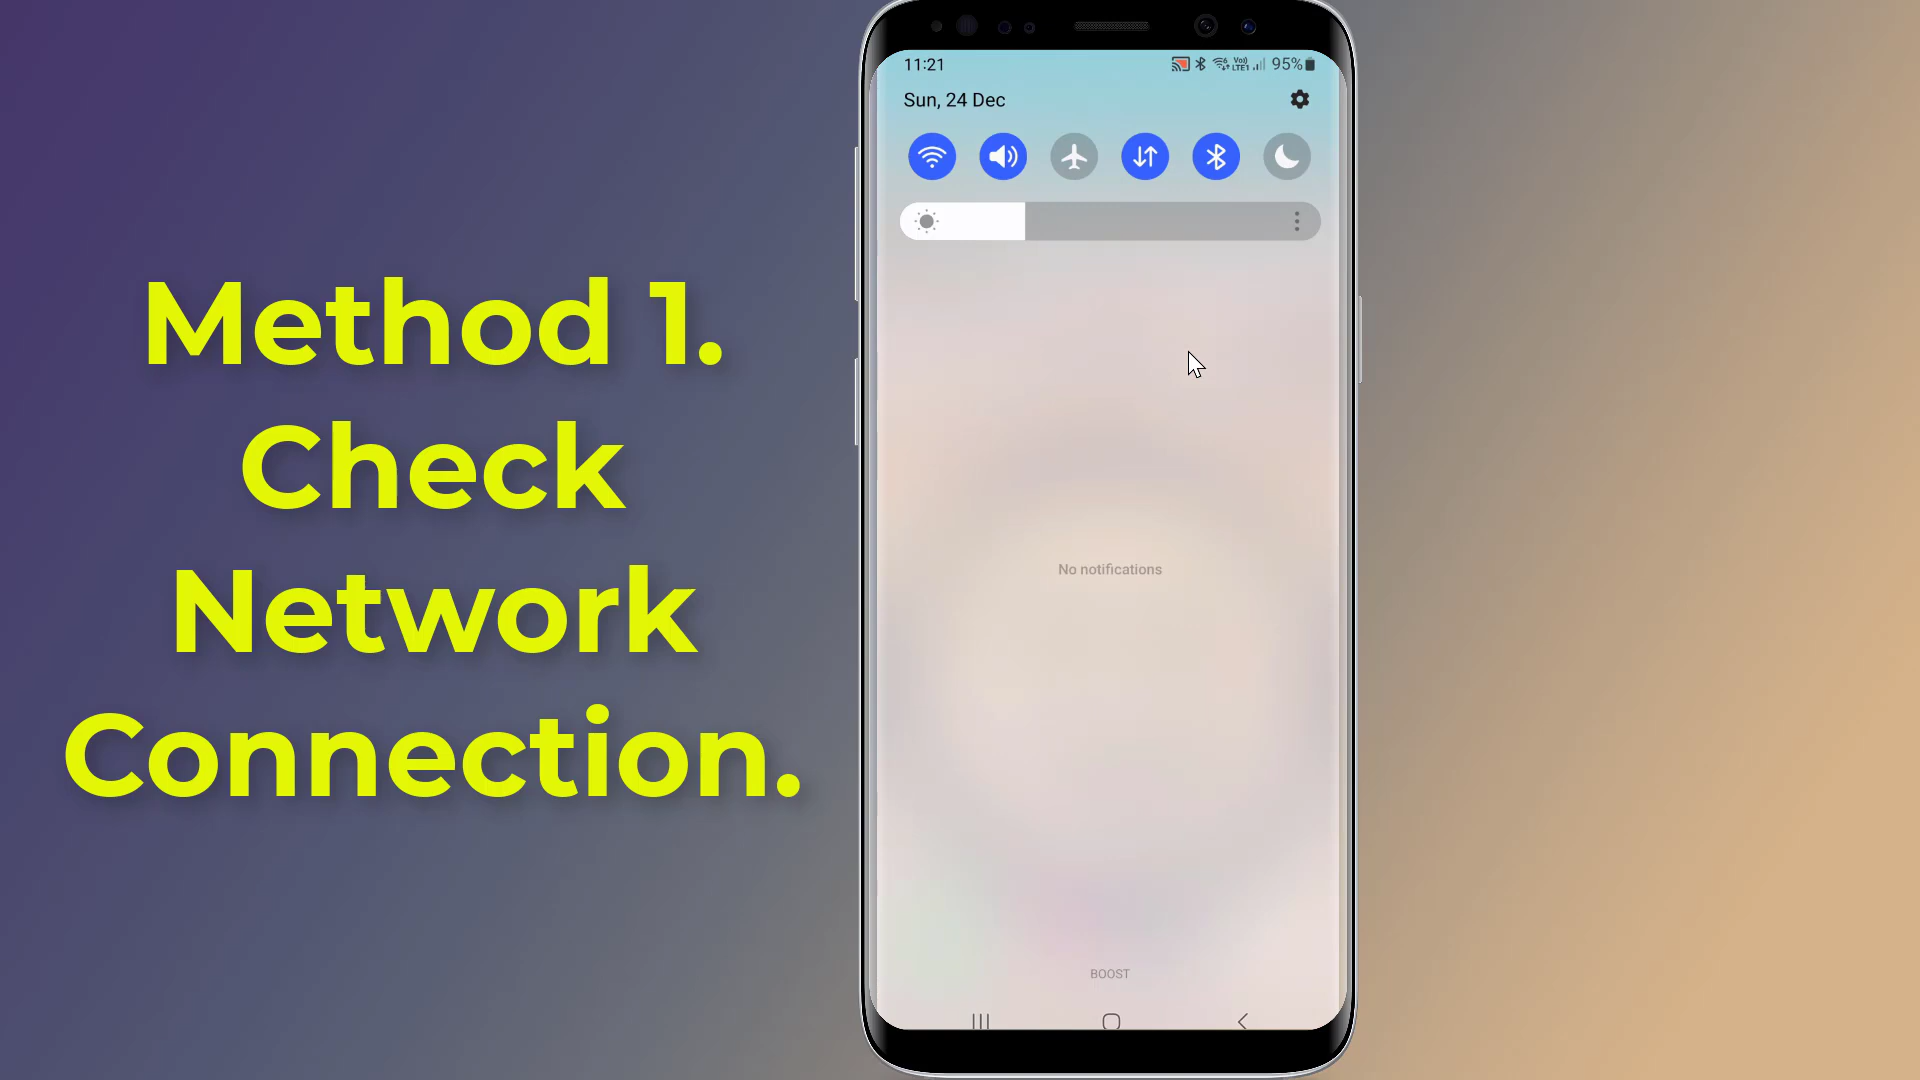 Method 1.
Check
Network
Connection.
11:21
95%
Sun, 24 Dec
No notifications
BOOST